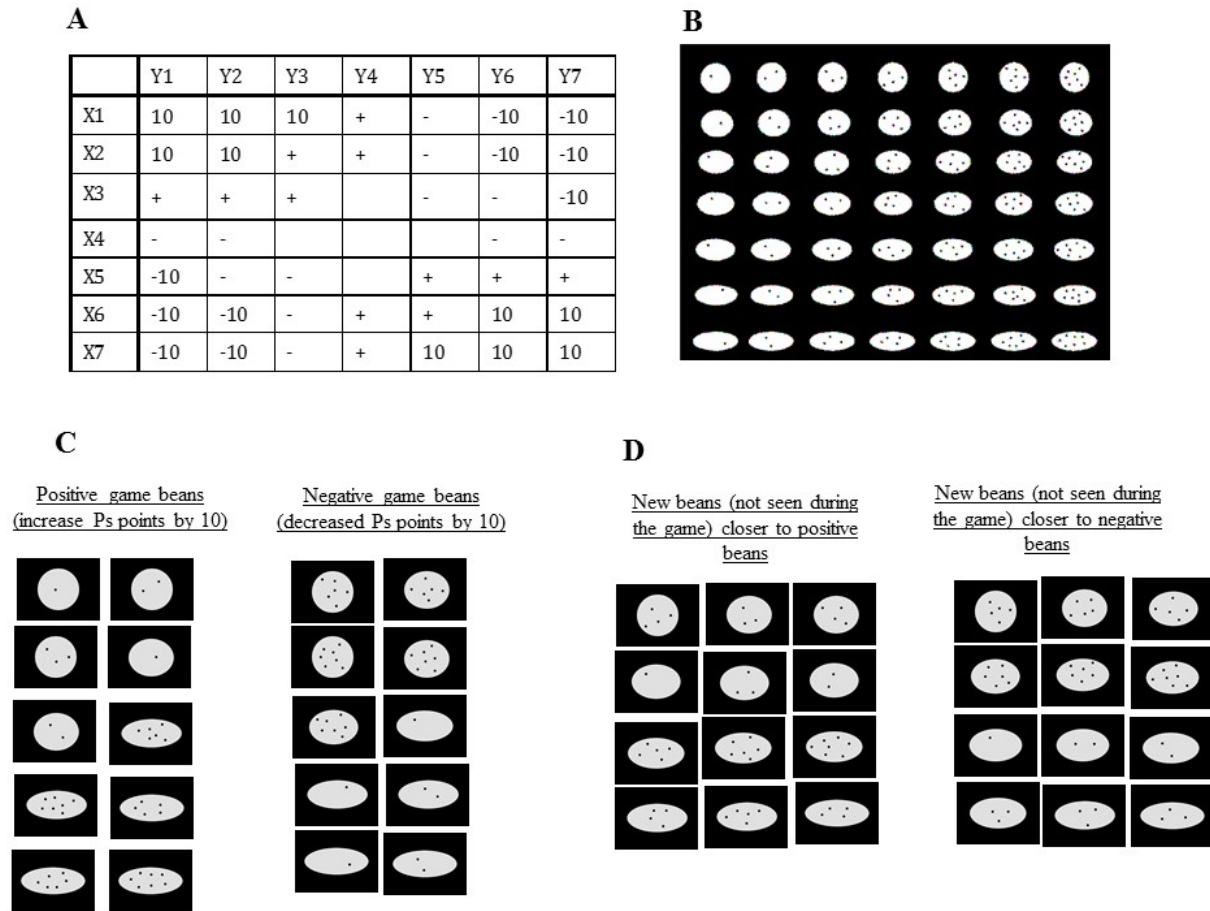 A
Y1 Y2 Y3 Y4 Y5 Y6 Y7
X1 10 10 10 + - -10 -10
X2 10 10 + + - -10 -10
X3 + + + - - -10
X4 - - - -
X5 -10 - - + + +
X6 -10 -10 - + + 10 10
X7 -10 -10 - + 10 10 10
B
C
Positive game beans
(increase Ps points by 10)
Negative game beans
(decreased Ps points by 10)
D
New beans (not seen during
the game) closer to positive
beans
New beans (not seen during
the game) closer to negative
beans